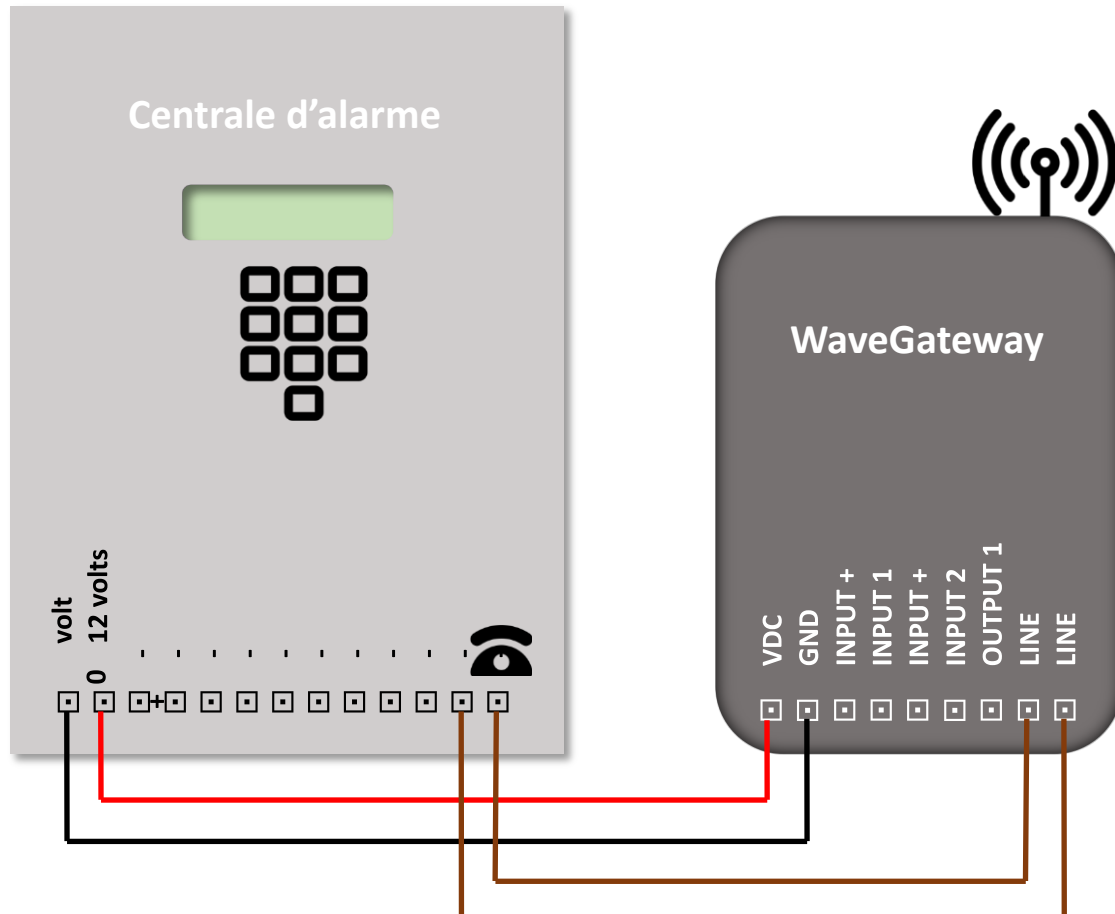 Centrale d'alarme
WaveGateway
volt
0 12 volts
+
VDC
GND
INPUT +
INPUT 1
INPUT +
INPUT 2
OUTPUT 1
LINE
LINE